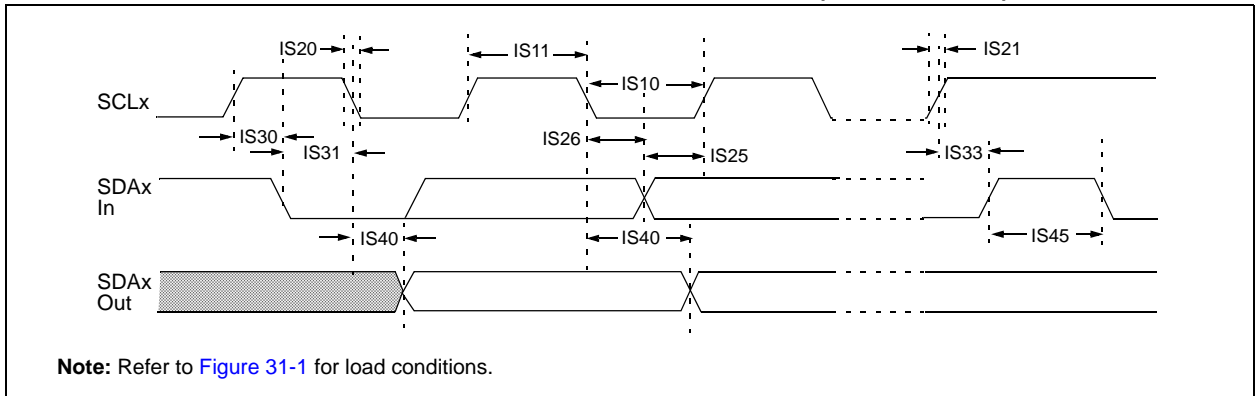 IS20
IS11
IS21
IS10
SCLx
IS30
IS26
IS31
IS25
IS33
SDAx
In
IS40
IS40
IS45
SDAx
Out
Note: Refer to Figure 31-1 for load conditions.